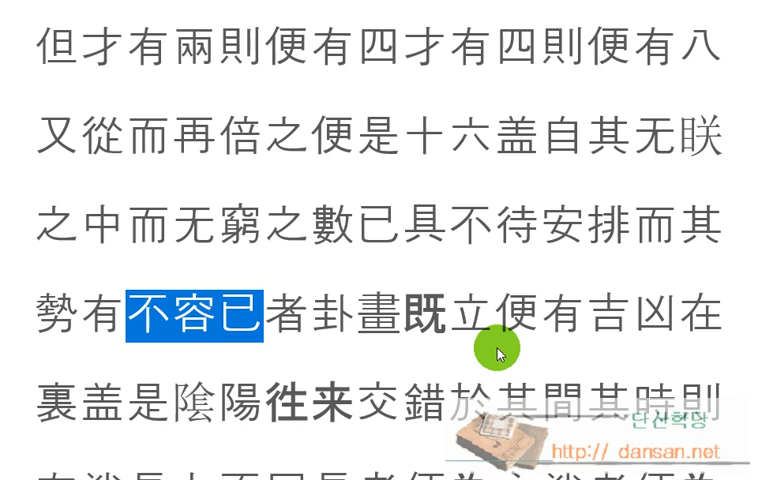 但才有兩則便有四才有四則便有八
又從而再倍之便是十六盖自其无眹
之中而无窮之數已具不待安排而其
勢有不容已者卦畫既立便有吉凶在
裏盖是陰陽徃来交錯於其間其時則
단산학당
http:// dansan.net